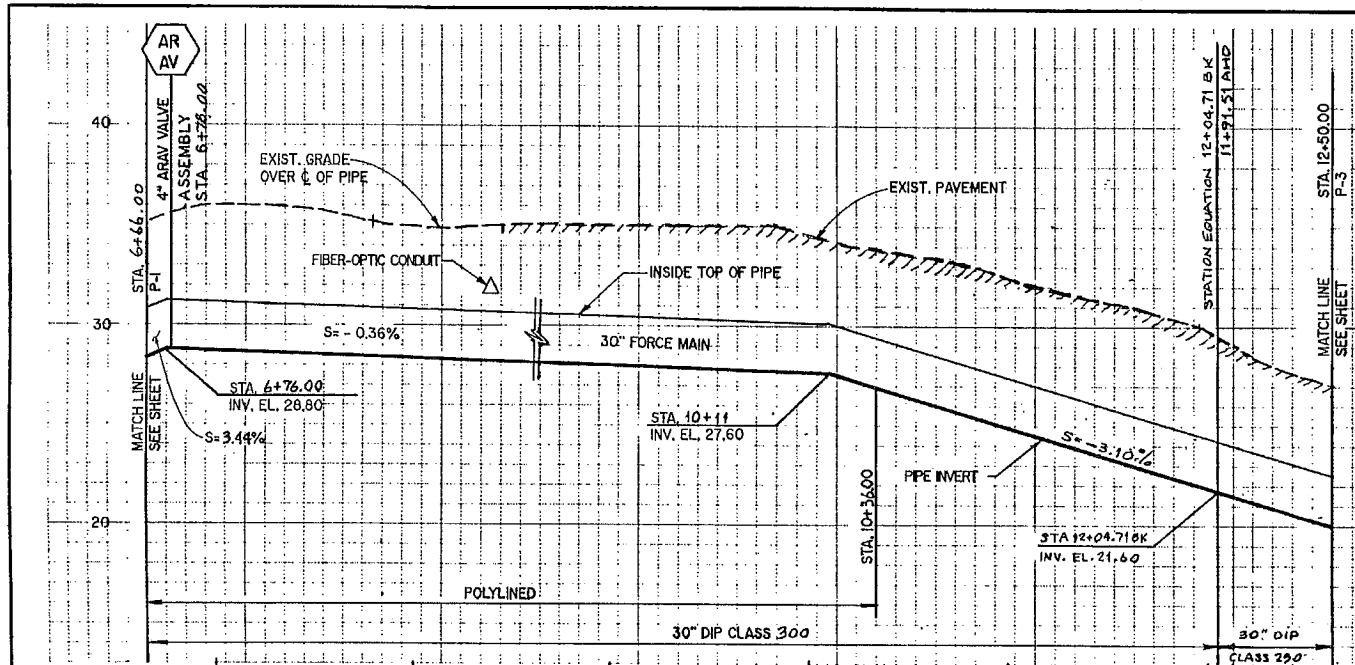 AR
AV
STA. 6+66.00
P-1
4" ARAV VALVE
ASSEMBLY
STA. 6+78.00
40
30
20
EXIST. GRADE
OVER ℄ OF PIPE
EXIST. PAVEMENT
FIBER-OPTIC CONDUIT
INSIDE TOP OF PIPE
S= - 0.36%
30" FORCE MAIN
STA. 6+76.00
INV. EL. 28.80
MATCH LINE
SEE SHEET
S= 3.44%
STA. 10+11
INV. EL. 27.60
STA. 10+36.00
PIPE INVERT
S= -3.10%
STATION EQUATION 12+04.71 BK
11+91.51 AHD
STA. 12+50.00
P-3
MATCH LINE
SEE SHEET
STA 12+04.71 BK
INV. EL. 21.60
POLYLINED
30" DIP CLASS 300
30" DIP
CLASS 250